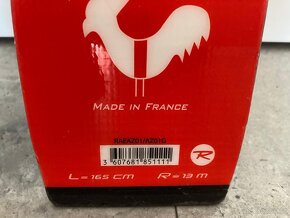 MADE IN FRANCE
3 607681 851111
R
L = 165 CM R = 13 M